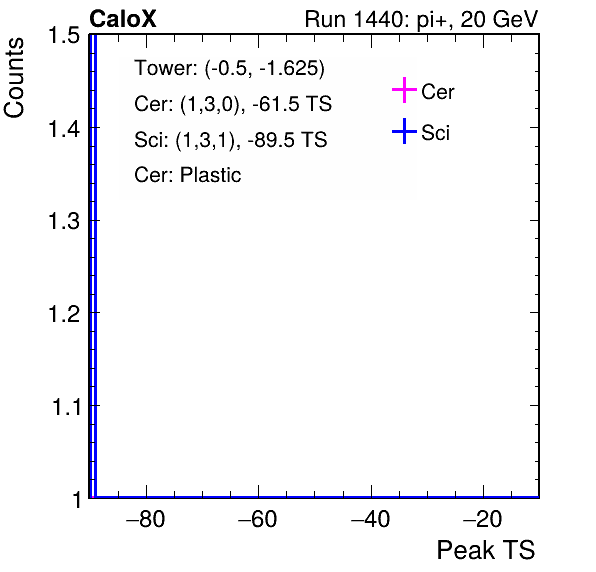 CaloX Run 1440: pi+, 20 GeV
Counts
1.5
1.4
1.3
1.2
1.1
1
Tower: (-0.5, -1.625)
Cer: (1,3,0), -61.5 TS
Sci: (1,3,1), -89.5 TS
Cer: Plastic
Cer
Sci
−80 −60 −40 −20
Peak TS